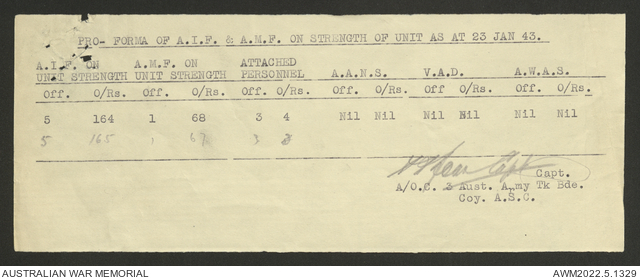 PRO- FORMA OF A.I.F. & A.M.F. ON STRENGTH OF UNIT AS AT 23 JAN 43.
A.I.F. ON A.M.F. ON ATTACHED
UNIT STRENGTH UNIT STRENGTH PERSONNEL A.A.N.S. V.A.D. A.W.A.S.
Off. O/Rs. Off. O/Rs. Off. O/Rs. Off. O/Rs. Off. O/Rs. Off. O/Rs.
5 164 1 68 3 4 Nil Nil Nil Nil Nil Nil
5 165 1 67 3
Capt Capt.
A/O.C. 3 Aust. Army Tk Bde.
Coy. A.S.C.
AUSTRALIAN WAR MEMORIAL
AWM2022.5.1329